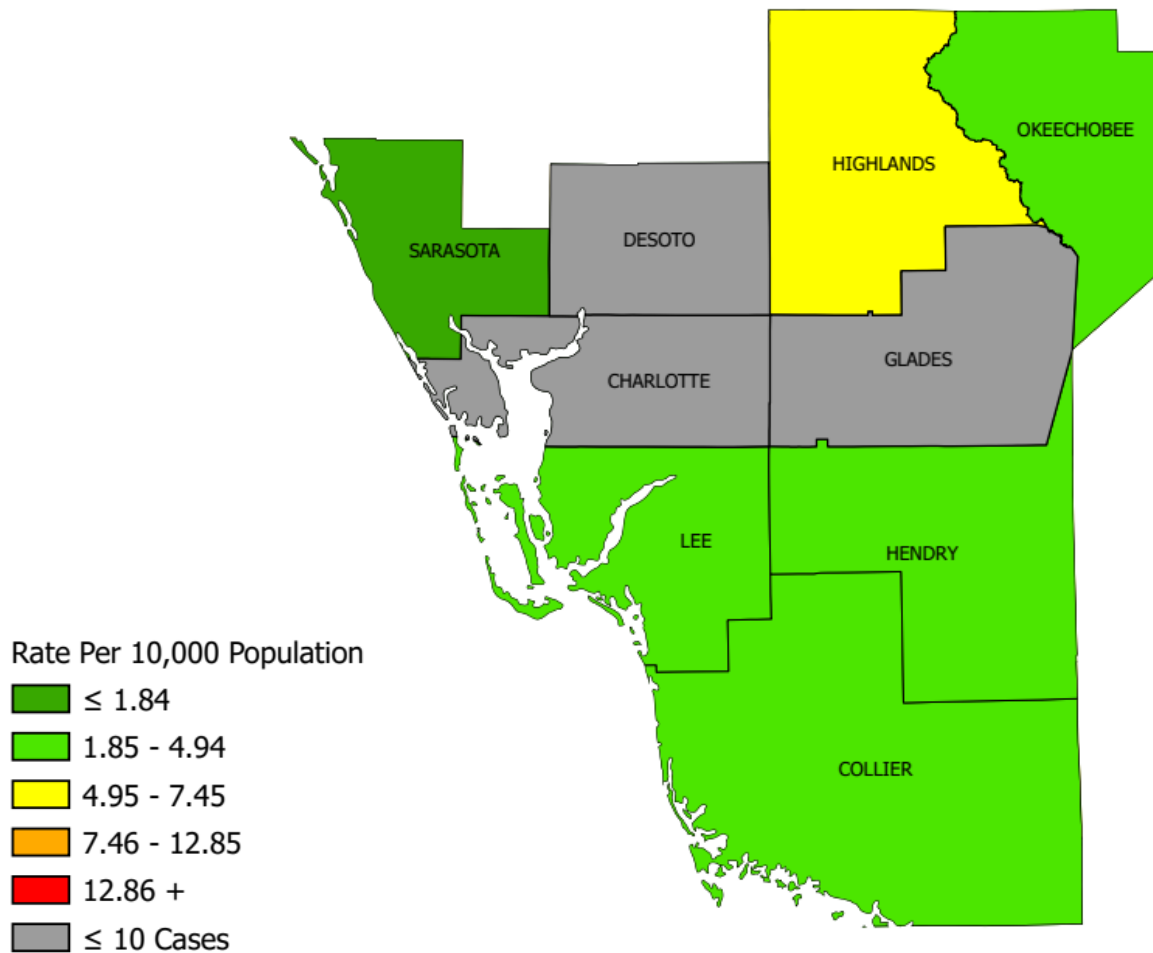 OKEECHOBEE
HIGHLANDS
DESOTO
SARASOTA
GLADES
CHARLOTTE
LEE
HENDRY
COLLIER
Rate Per 10,000 Population
≤ 1.84
1.85 - 4.94
4.95 - 7.45
7.46 - 12.85
12.86 +
≤ 10 Cases